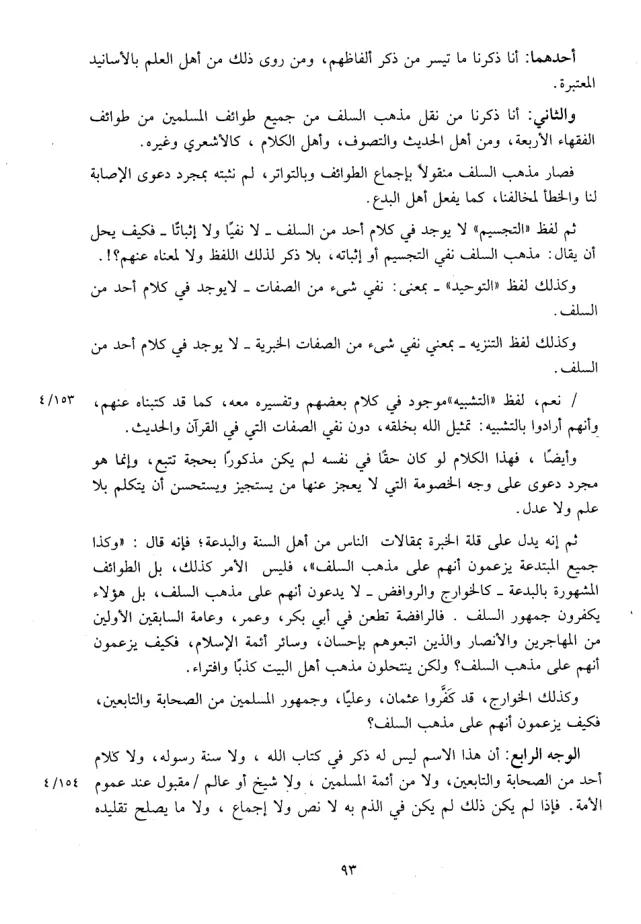 أحدهما: أنا ذكرنا ما تيسر من ذكر ألفاظهم، ومن روى ذلك من أهل العلم بالأسانيد
المعتبرة.
والثاني: أنا ذكرنا من نقل مذهب السلف من جميع طوائف المسلمين من طوائف
الفقهاء الأربعة، ومن أهل الحديث والتصوف، وأهل الكلام ، كالأشعري وغيره.
فصار مذهب السلف منقولاً بإجماع الطوائف وبالتواتر، لم نثبته بمجرد دعوى الإصابة
لنا والخطأ لمخالفنا، كما يفعل أهل البدع.
ثم لفظ «التجسيم» لا يوجد في كلام أحد من السلف ـ لا نفيًا ولا إثباتًا ـ فكيف يحل
أن يقال: مذهب السلف نفي التجسيم أو إثباته، بلا ذكر لذلك اللفظ ولا لمعناه عنهم؟!.
وكذلك لفظ «التوحيد» ـ بمعنى: نفي شىء من الصفات ـ لايوجد في كلام أحد من
السلف.
وكذلك لفظ التنزيه ـ بمعني نفي شىء من الصفات الخبرية ـ لا يوجد في كلام أحد من
السلف.
/ نعم، لفظ «التشبيه»موجود في كلام بعضهم وتفسيره معه، كما قد كتبناه عنهم، ٤/١٥٣
وأنهم أرادوا بالتشبيه: تمثيل الله بخلقه، دون نفي الصفات التي في القرآن والحديث.
وأيضًا ، فهذا الكلام لو كان حقًا في نفسه لم يكن مذكورًا بحجة تتبع، وإنما هو
مجرد دعوى على وجه الخصومة التي لا يعجز عنها من يستجيز ويستحسن أن يتكلم بلا
علم ولا عدل.
ثم إنه يدل على قلة الخبرة بمقالات الناس من أهل السنة والبدعة؛ فإنه قال : «وكذا
جميع المبتدعة يزعمون أنهم على مذهب السلف»، فليس الأمر كذلك، بل الطوائف
المشهورة بالبدعة ـ كالخوارج والروافض ـ لا يدعون أنهم على مذهب السلف، بل هؤلاء
يكفرون جمهور السلف . فالرافضة تطعن في أبي بكر، وعمر، وعامة السابقين الأولين
من المهاجرين والأنصار والذين اتبعوهم بإحسان، وسائر أئمة الإسلام، فكيف يزعمون
أنهم على مذهب السلف؟ ولكن ينتحلون مذهب أهل البيت كذبًا وافتراء.
وكذلك الخوارج، قد كَفَّروا عثمان، وعليًا، وجمهور المسلمين من الصحابة والتابعين،
فكيف يزعمون أنهم على مذهب السلف؟
الوجه الرابع: أن هذا الاسم ليس له ذكر في كتاب الله ، ولا سنة رسوله، ولا كلام
أحد من الصحابة والتابعين، ولا من أئمة المسلمين ، ولا شيخ أو عالم / مقبول عند عموم ٤/١٥٤
الأمة. فإذا لم يكن ذلك لم يكن في الذم به لا نص ولا إجماع ، ولا ما يصلح تقليده
٩٣